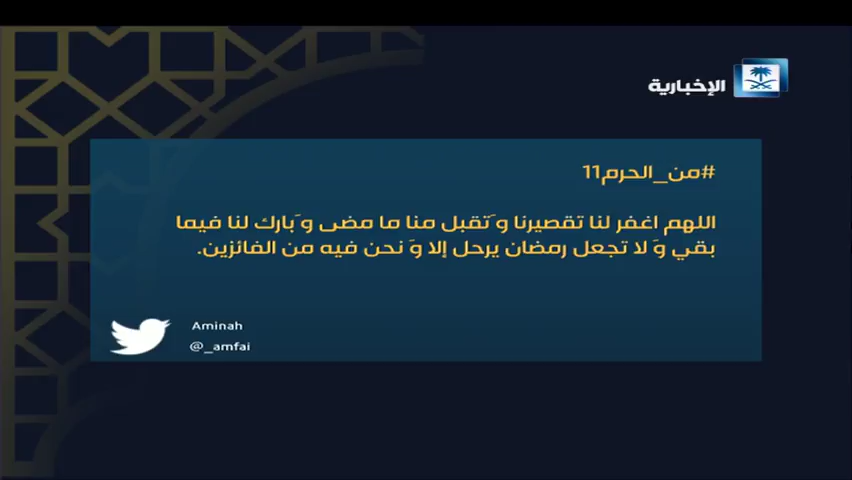 الإخبارية
#من_الحرم11
اللهم اغفر لنا تقصيرنا وَتقبل منا ما مضى وَبارك لنا فيما
بقي وَ لا تجعل رمضان يرحل إلا وَ نحن فيه من الفائزين.
Aminah
@_amfai